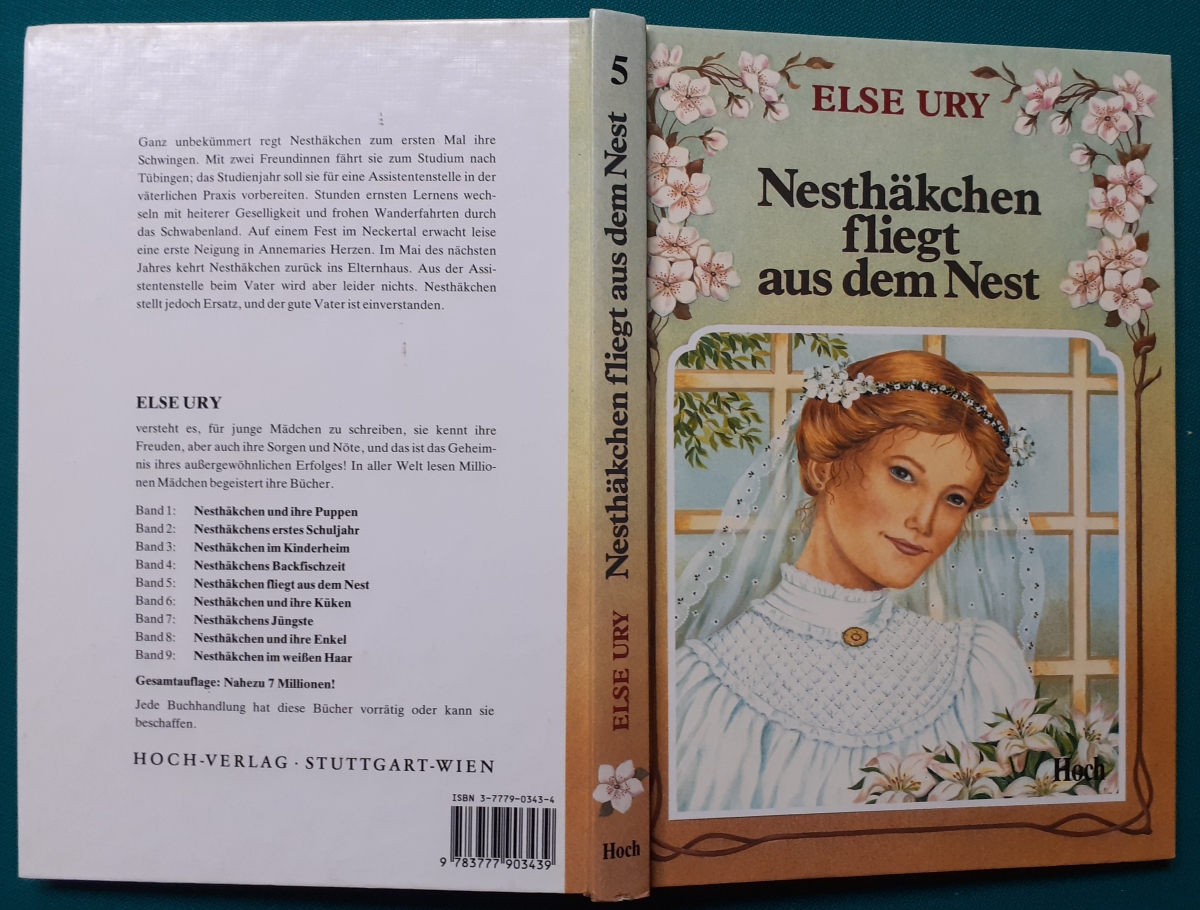 Ganz unbekümmert regt Nesthäkchen zum ersten Mal ihre
Schwingen. Mit zwei Freundinnen fährt sie zum Studium nach
Tübingen; das Studienjahr soll sie für eine Assistentenstelle in der
väterlichen Praxis vorbereiten. Stunden ernsten Lernens wech-
seln mit heiterer Geselligkeit und frohen Wanderfahrten durch
das Schwabenland. Auf einem Fest im Neckertal erwacht leise
eine erste Neigung in Annemaries Herzen. Im Mai des nächsten
Jahres kehrt Nesthäkchen zurück ins Elternhaus. Aus der Assi-
stentenstelle beim Vater wird aber leider nichts. Nesthäkchen
stellt jedoch Ersatz, und der gute Vater ist einverstanden.
ELSE URY
versteht es, für junge Mädchen zu schreiben, sie kennt ihre
Freuden, aber auch ihre Sorgen und Nöte, und das ist das Geheim-
nis ihres außergewöhnlichen Erfolges! In aller Welt lesen Millio-
nen Mädchen begeistert ihre Bücher.
Band 1: Nesthäkchen und ihre Puppen
Band 2: Nesthäkchens erstes Schuljahr
Band 3: Nesthäkchen im Kinderheim
Band 4: Nesthäkchens Backfischzeit
Band 5: Nesthäkchen fliegt aus dem Nest
Band 6: Nesthäkchen und ihre Küken
Band 7: Nesthäkchens Jüngste
Band 8: Nesthäkchen und ihre Enkel
Band 9: Nesthäkchen im weißen Haar
Gesamtauflage: Nahezu 7 Millionen!
Jede Buchhandlung hat diese Bücher vorrätig oder kann sie
beschaffen.
HOCH-VERLAG · STUTTGART-WIEN
ISBN 3-7779-0343-4
9 783777 903439
ELSE URY Nesthäkchen fliegt aus dem Nest 5
Hoch
ELSE URY
Nesthäkchen
fliegt
aus dem Nest
Hoch